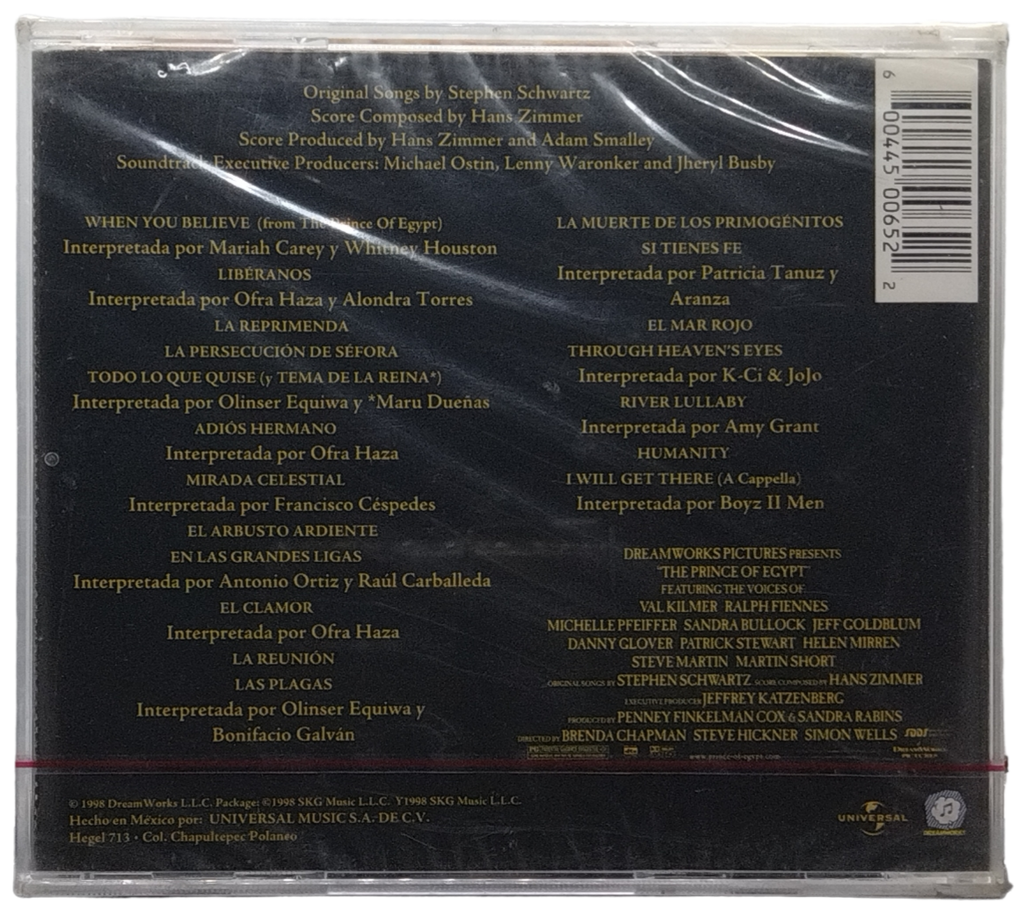 Original Songs by Stephen Schwartz
Score Composed by Hans Zimmer
Score Produced by Hans Zimmer and Adam Smalley
Soundtrack Executive Producers: Michael Ostin, Lenny Waronker and Jheryl Busby
6 00445 00652 2
WHEN YOU BELIEVE (from The Prince Of Egypt)
Interpretada por Mariah Carey y Whitney Houston
LIBÉRANOS
Interpretada por Ofra Haza y Alondra Torres
LA REPRIMENDA
LA PERSECUCIÓN DE SÉFORA
TODO LO QUE QUISE (y TEMA DE LA REINA*)
Interpretada por Olinser Equiwa y *Maru Dueñas
ADIÓS HERMANO
Interpretada por Ofra Haza
MIRADA CELESTIAL
Interpretada por Francisco Céspedes
EL ARBUSTO ARDIENTE
EN LAS GRANDES LIGAS
Interpretada por Antonio Ortiz y Raúl Carballeda
EL CLAMOR
Interpretada por Ofra Haza
LA REUNIÓN
LAS PLAGAS
Interpretada por Olinser Equiwa y
Bonifacio Galván
LA MUERTE DE LOS PRIMOGÉNITOS
SI TIENES FE
Interpretada por Patricia Tanuz y
Aranza
EL MAR ROJO
THROUGH HEAVEN'S EYES
Interpretada por K-Ci & JoJo
RIVER LULLABY
Interpretada por Amy Grant
HUMANITY
I WILL GET THERE (A Cappella)
Interpretada por Boyz II Men
DREAMWORKS PICTURES PRESENTS
"THE PRINCE OF EGYPT"
FEATURING THE VOICES OF
VAL KILMER RALPH FIENNES
MICHELLE PFEIFFER SANDRA BULLOCK JEFF GOLDBLUM
DANNY GLOVER PATRICK STEWART HELEN MIRREN
STEVE MARTIN MARTIN SHORT
ORIGINAL SONGS BY STEPHEN SCHWARTZ SCORE COMPOSED BY HANS ZIMMER
EXECUTIVE PRODUCER JEFFREY KATZENBERG
PRODUCED BY PENNEY FINKELMAN COX & SANDRA RABINS
DIRECTED BY BRENDA CHAPMAN STEVE HICKNER SIMON WELLS
www.prince-of-egypt.com
DREAMWORKS
PICTURES
© 1998 DreamWorks L.L.C. Package: ©1998 SKG Music L.L.C. Y1998 SKG Music L.L.C.
Hecho en México por: UNIVERSAL MUSIC S.A. DE C.V.
Hegel 713 • Col. Chapultepec Polanco
UNIVERSAL